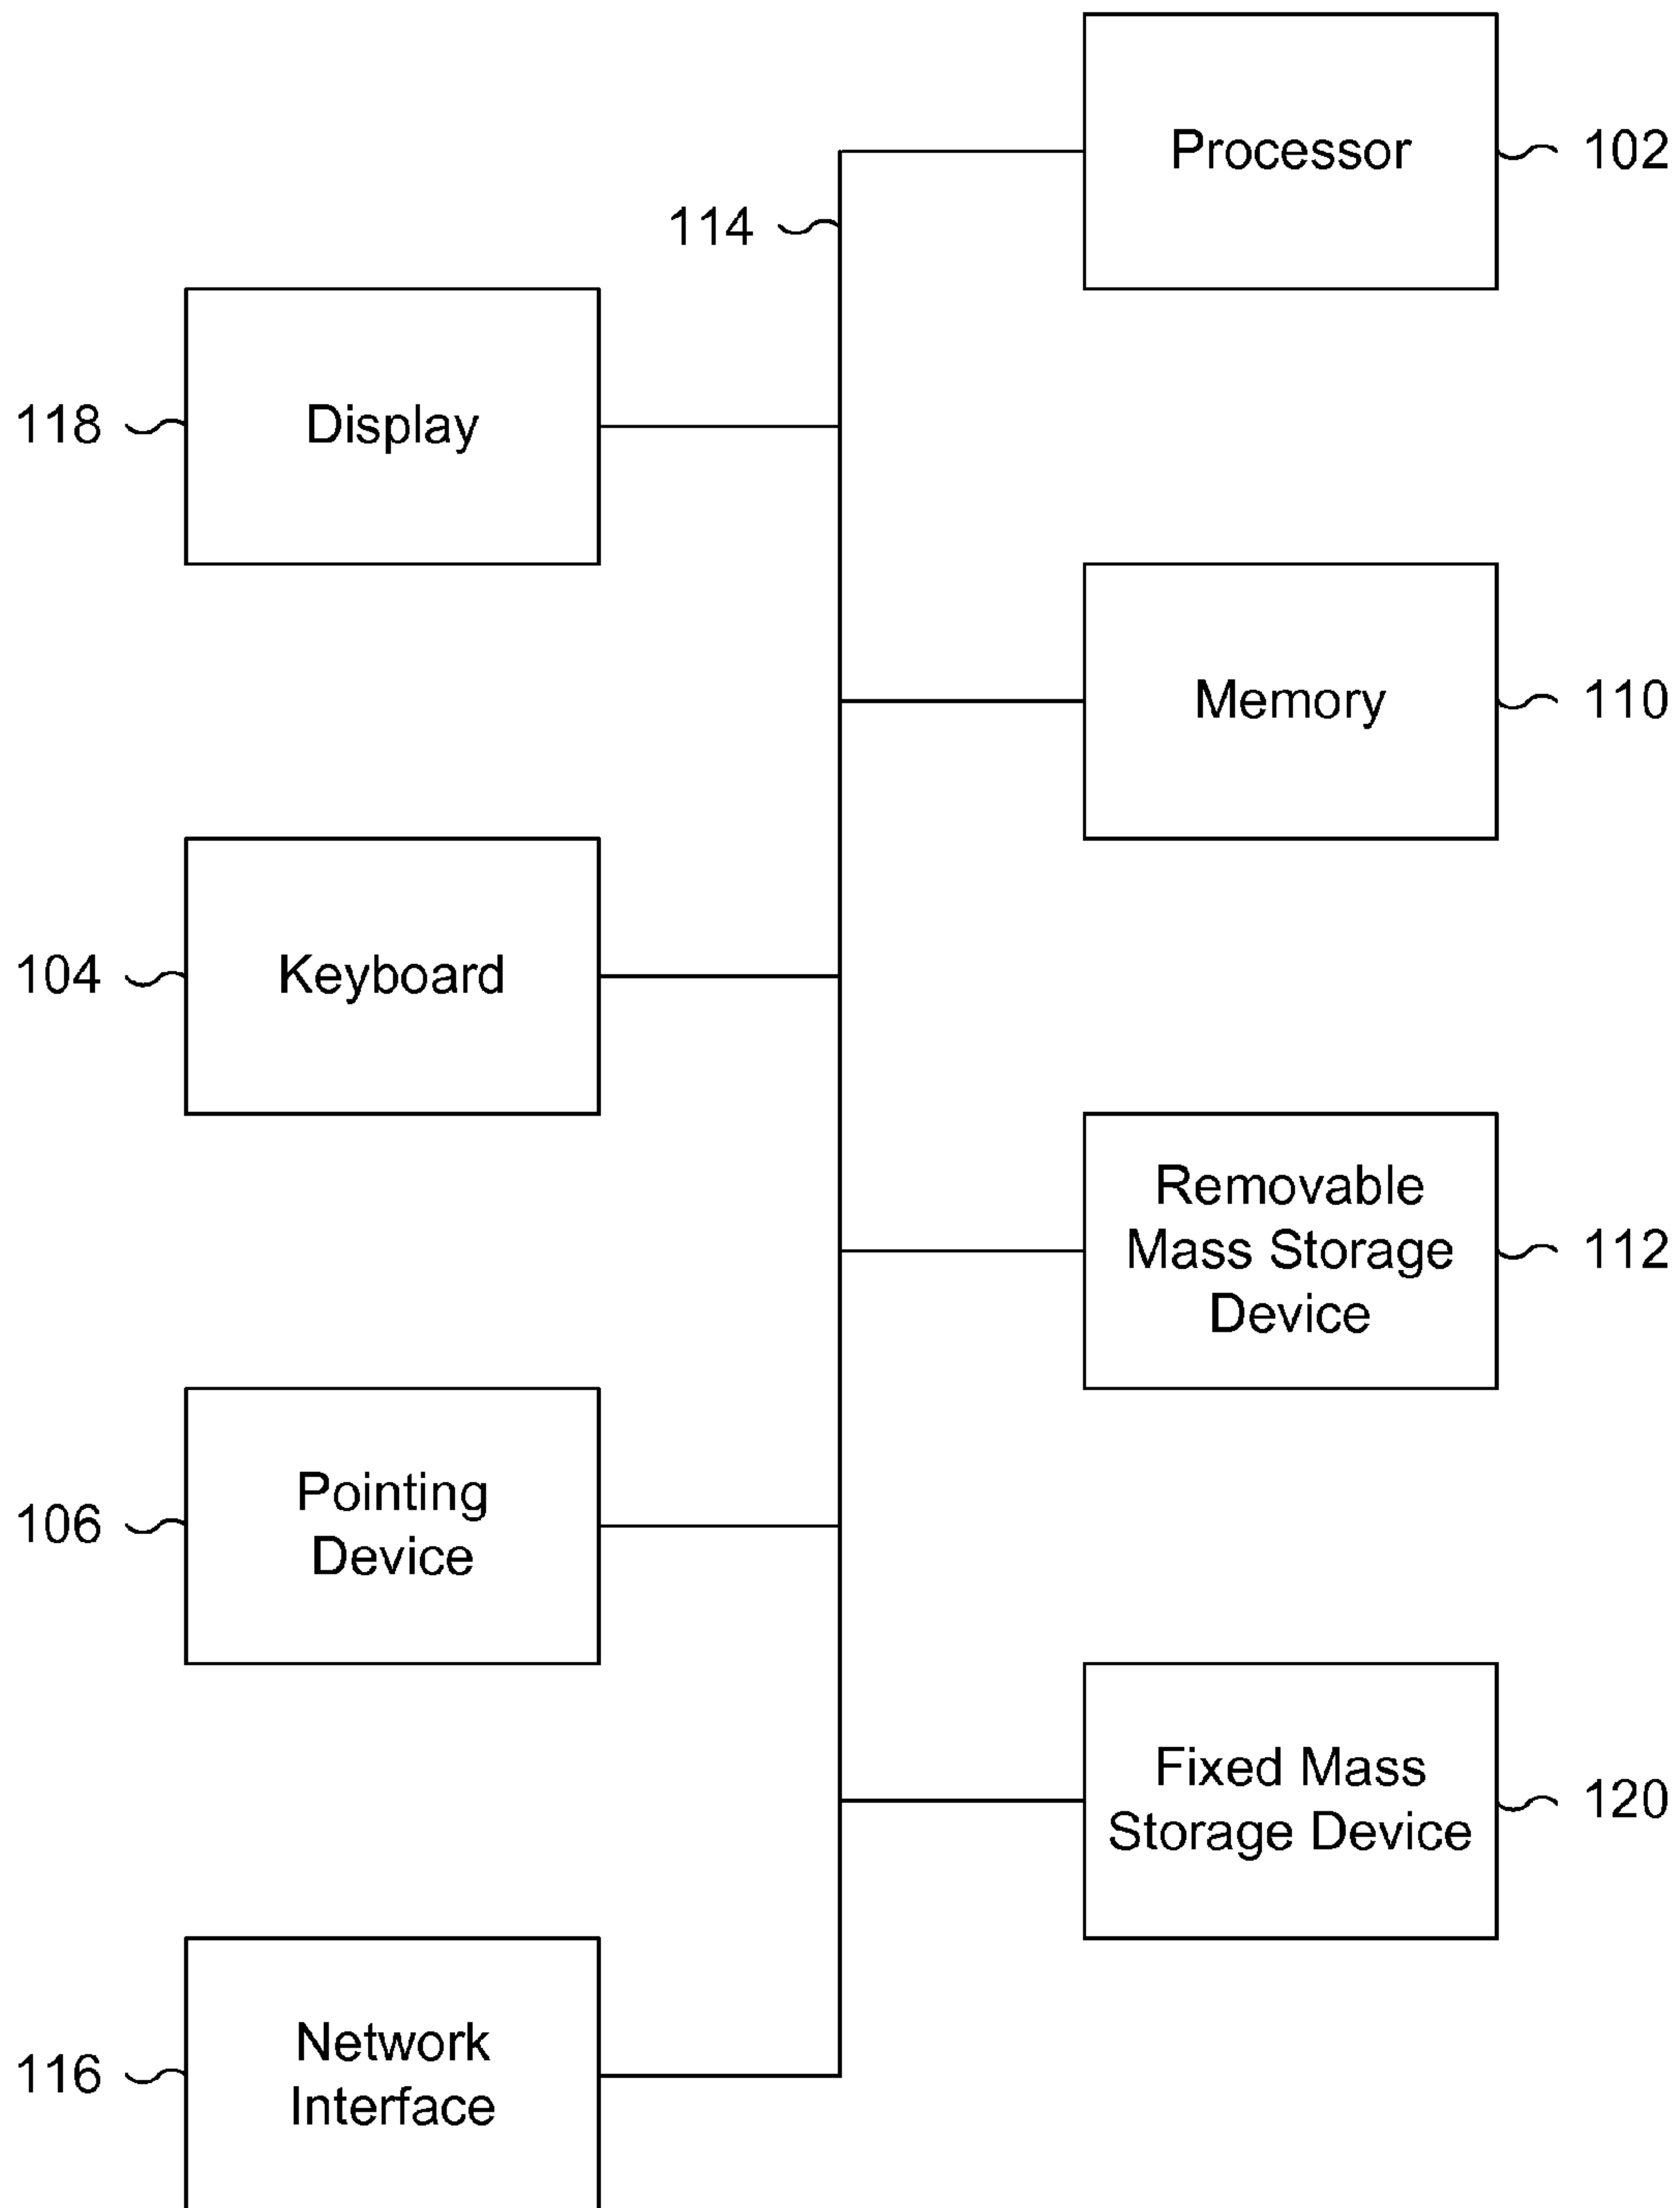 Processor
102
114
118
Display
Memory
110
104
Keyboard
Removable
Mass Storage
Device
112
106
Pointing
Device
Fixed Mass
Storage Device
120
116
Network
Interface